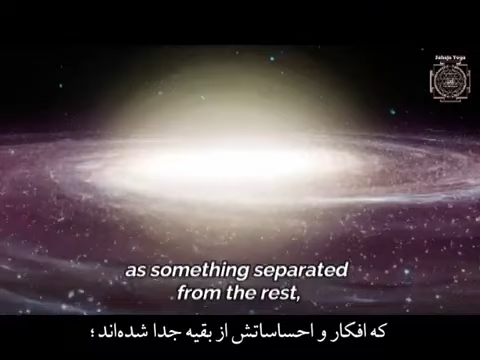 Sahaja Yoga
as something separated
from the rest,
که افکار و احساساتش از بقیه جدا شده‌اند ؛